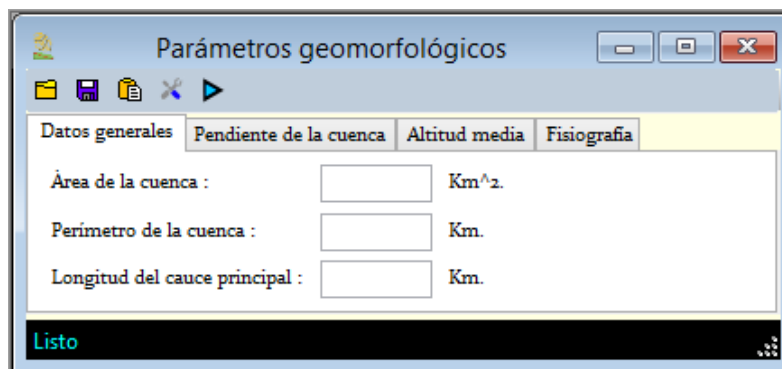 Parámetros geomorfológicos
Datos generales Pendiente de la cuenca Altitud media Fisiografía
Área de la cuenca : Km^2.
Perímetro de la cuenca : Km.
Longitud del cauce principal : Km.
Listo